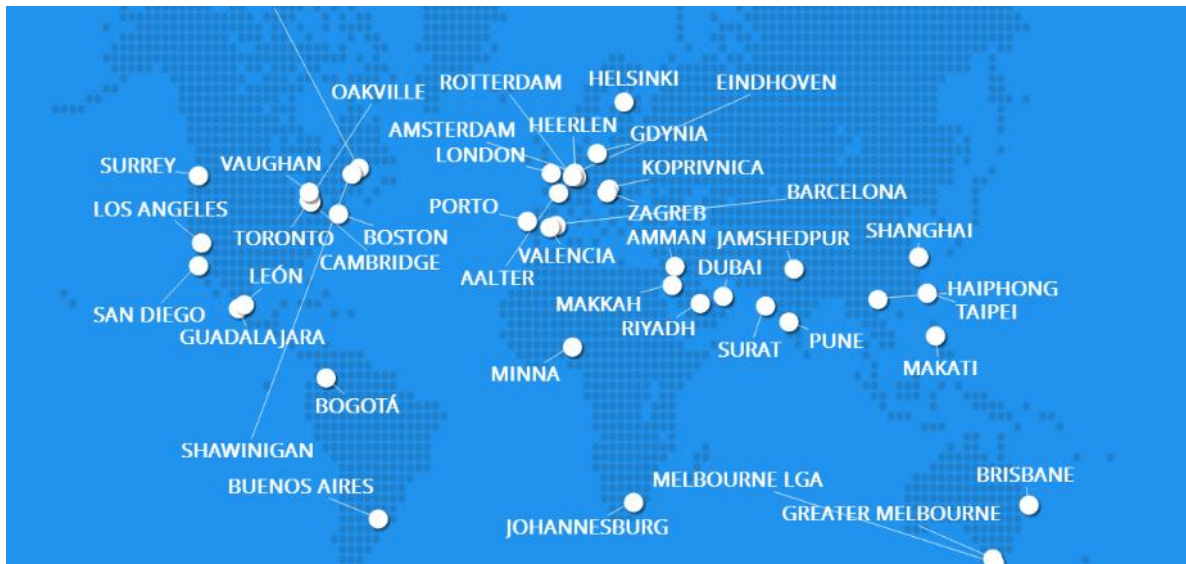 OAKVILLE
ROTTERDAM
HELSINKI
EINDHOVEN
AMSTERDAM
HEERLEN
GDYNIA
LONDON
SURREY
VAUGHAN
KOPRIVNICA
BARCELONA
LOS ANGELES
PORTO
ZAGREB
TORONTO
BOSTON
VALENCIA
AMMAN
JAMSHEDPUR
SHANGHAI
CAMBRIDGE
AALTER
DUBAI
LEÓN
HAIPHONG
SAN DIEGO
MAKKAH
TAIPEI
GUADALAJARA
RIYADH
SURAT
PUNE
MAKATI
MINNA
BOGOTÁ
SHAWINIGAN
BUENOS AIRES
MELBOURNE LGA
BRISBANE
GREATER MELBOURNE
JOHANNESBURG